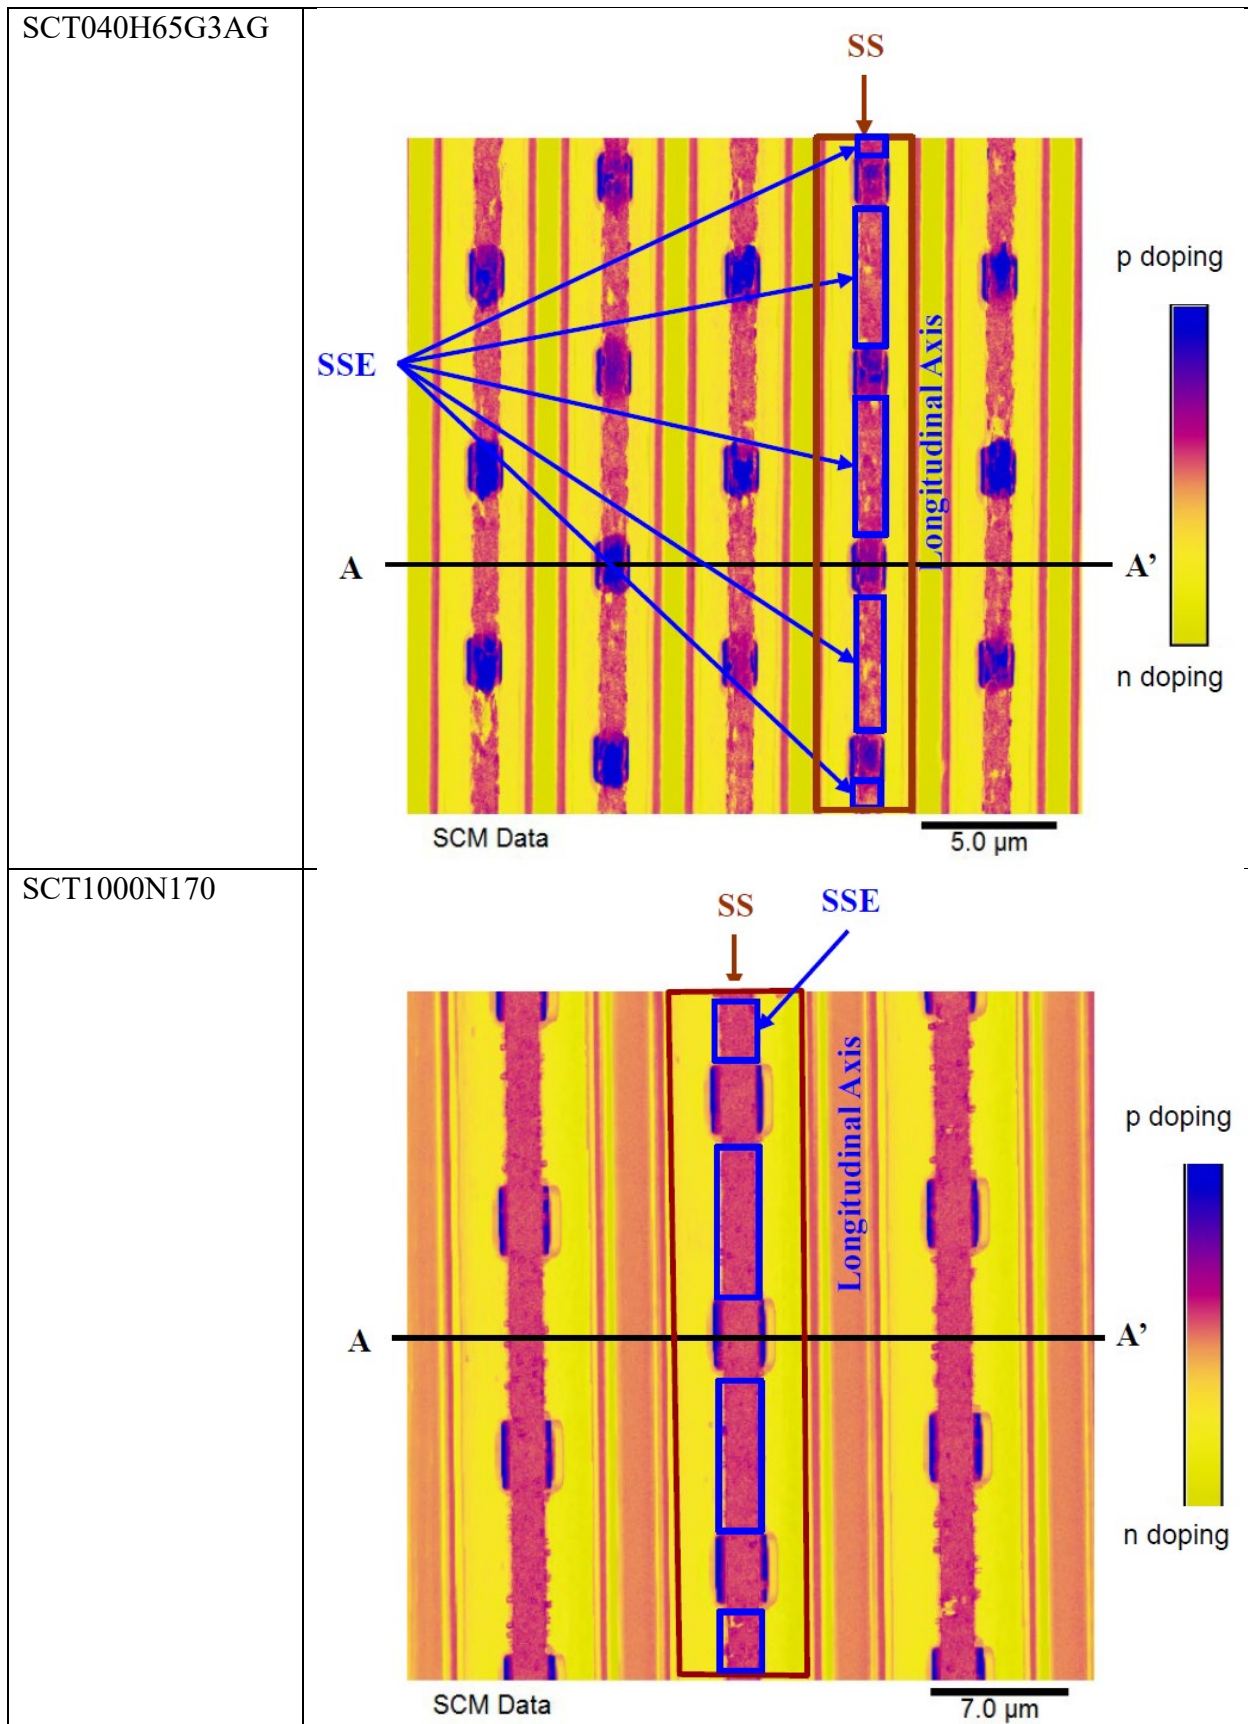 SCT040H65G3AG
SS
p doping
SSE
Longitudinal Axis
A
A’
n doping
SCM Data
5.0 µm
SCT1000N170
SS
SSE
Longitudinal Axis
p doping
A
A’
n doping
SCM Data
7.0 µm